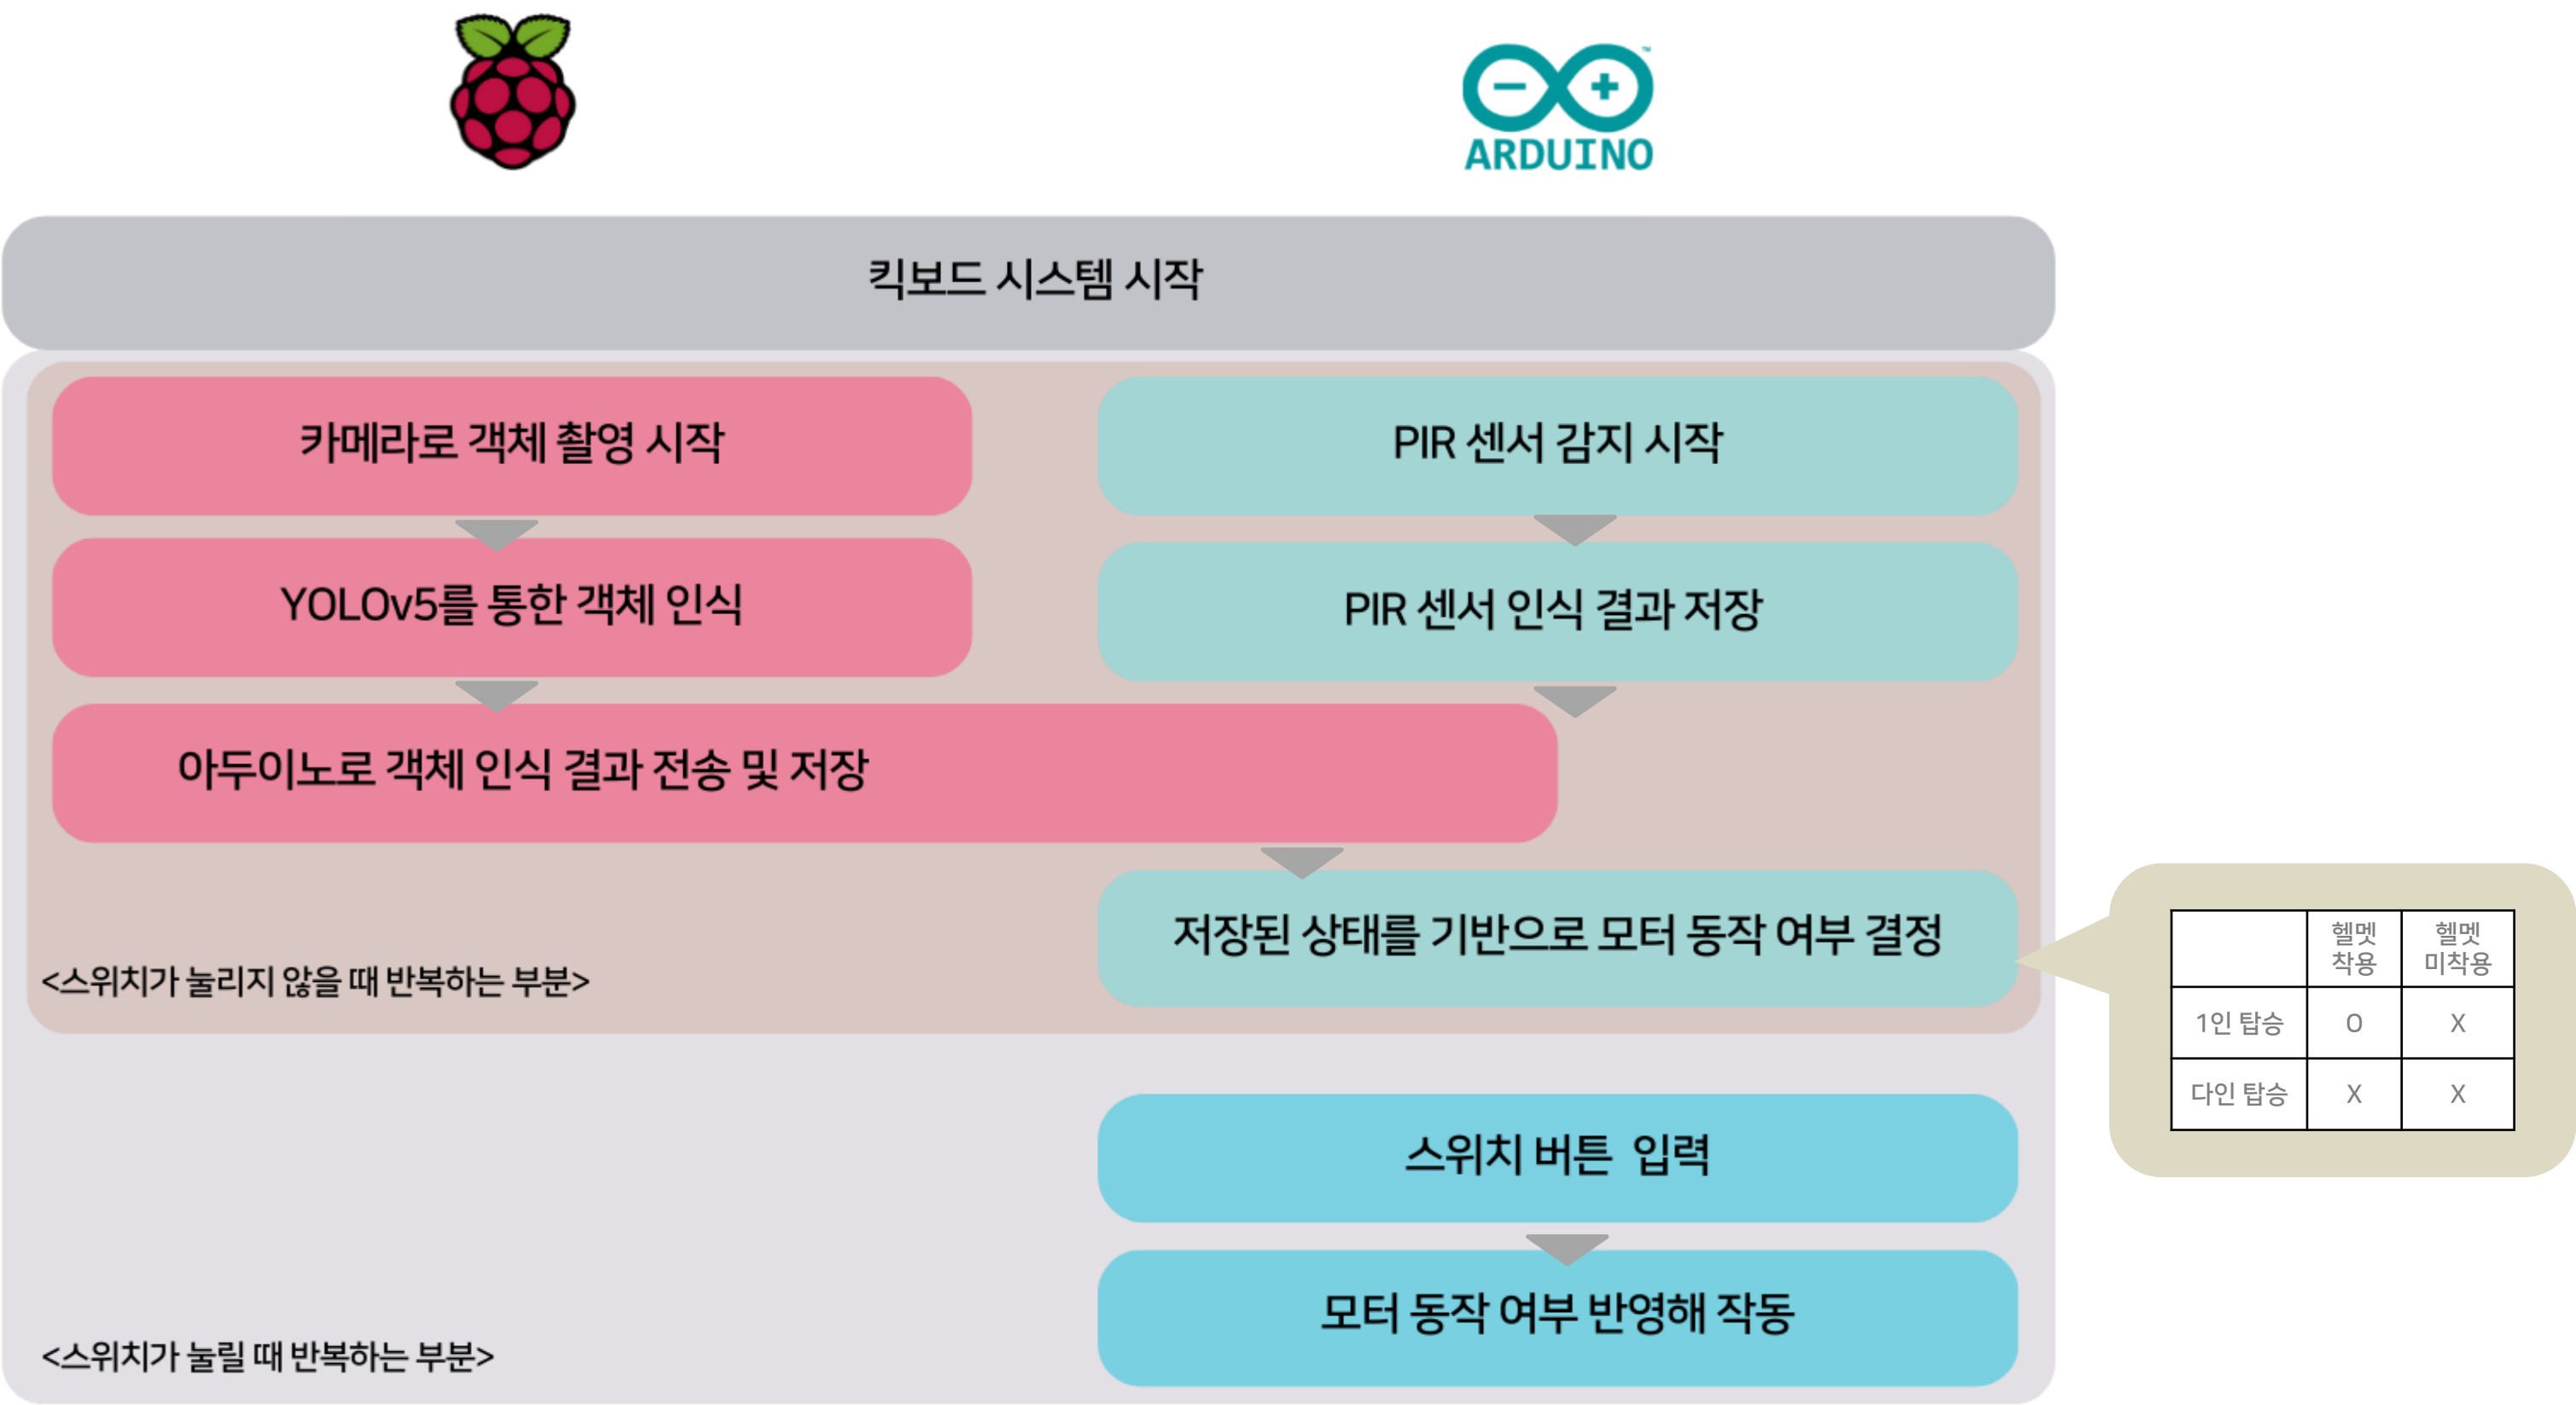 ™
ARDUINO
킥보드 시스템 시작
카메라로 객체 촬영 시작
PIR 센서 감지 시작
YOLOv5를 통한 객체 인식
PIR 센서 인식 결과 저장
아두이노로 객체 인식 결과 전송 및 저장
저장된 상태를 기반으로 모터 동작 여부 결정
<스위치가 눌리지 않을 때 반복하는 부분>
헬멧
착용
헬멧
미착용
1인 탑승
O
X
다인 탑승
X
X
스위치 버튼 입력
모터 동작 여부 반영해 작동
<스위치가 눌릴 때 반복하는 부분>